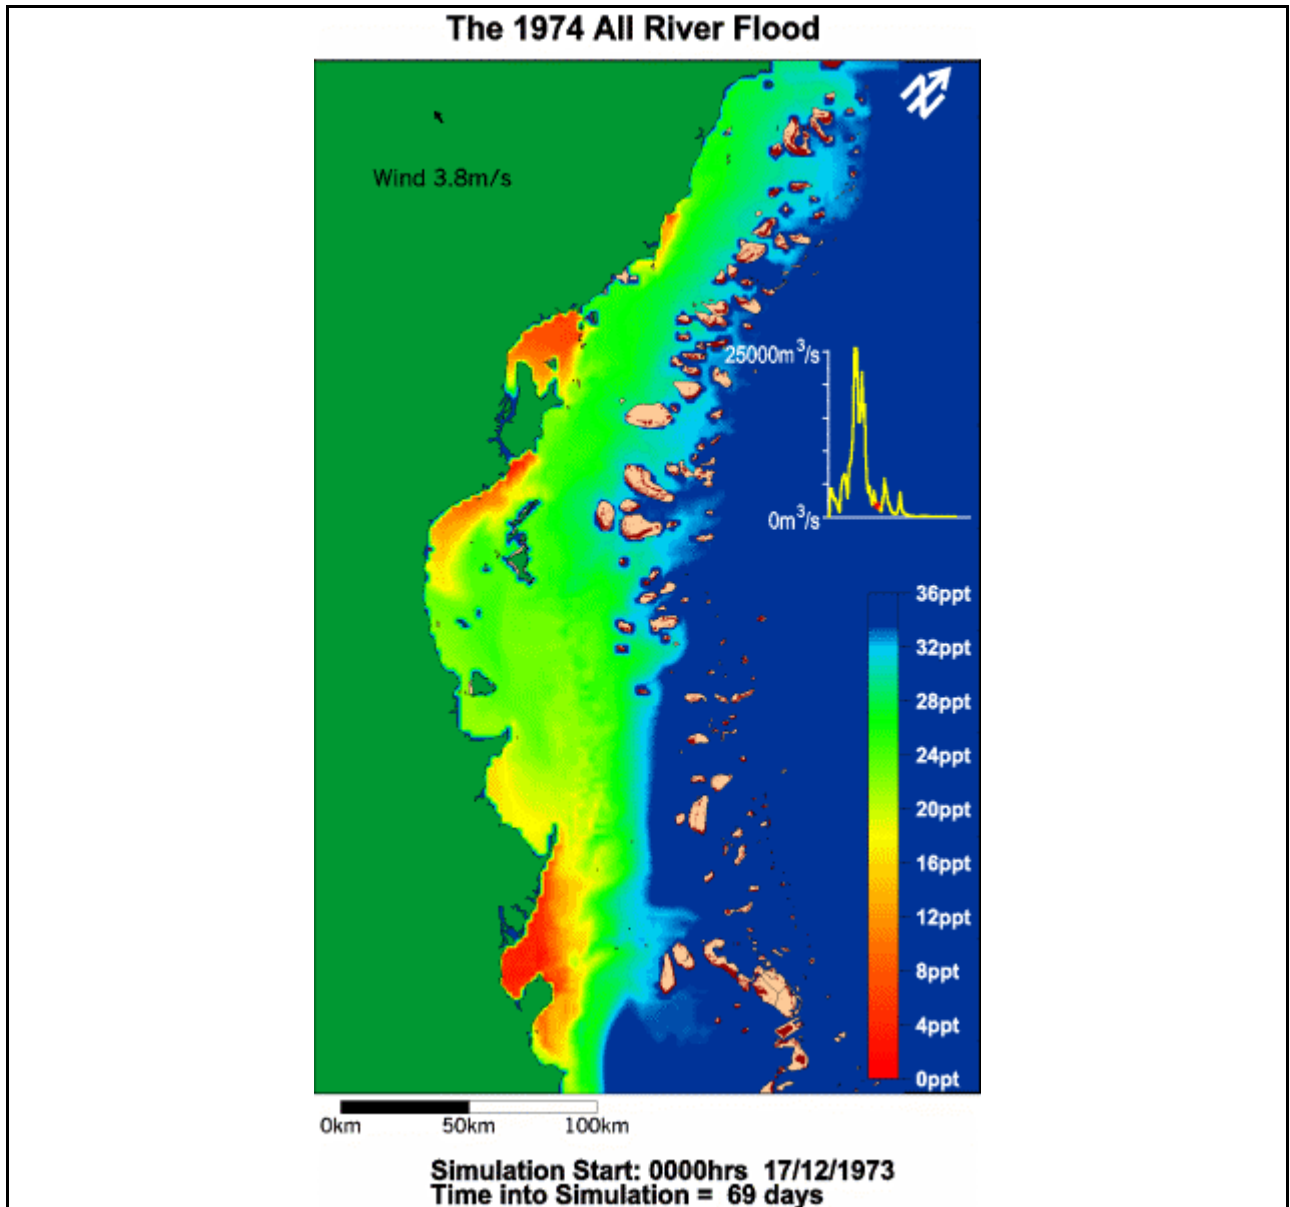 The 1974 All River Flood
N
Wind 3.8m/s
25000m³/s
0m³/s
36ppt
32ppt
28ppt
24ppt
20ppt
16ppt
12ppt
8ppt
4ppt
0ppt
0km 50km 100km
Simulation Start: 0000hrs 17/12/1973
Time into Simulation = 69 days